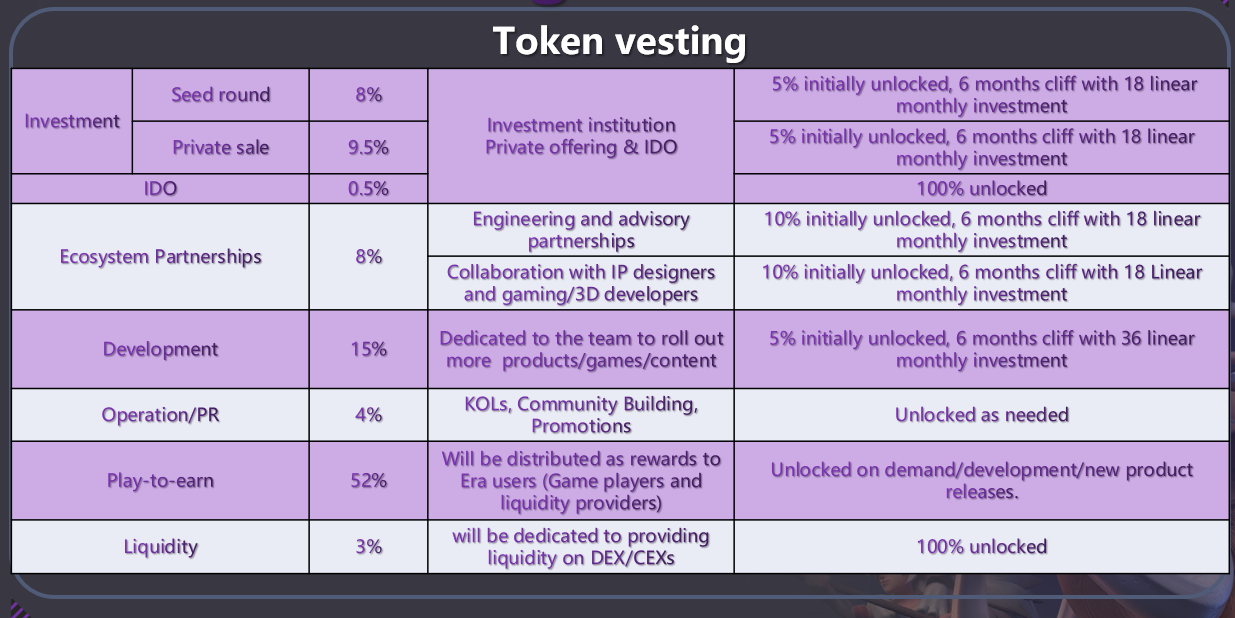 Token vesting
Investment
Seed round
8%
Investment institution
Private offering & IDO
5% initially unlocked, 6 months cliff with 18 linear
monthly investment
Private sale
9.5%
5% initially unlocked, 6 months cliff with 18 linear
monthly investment
IDO
0.5%
100% unlocked
Ecosystem Partnerships
8%
Engineering and advisory
partnerships
10% initially unlocked, 6 months cliff with 18 linear
monthly investment
Collaboration with IP designers
and gaming/3D developers
10% initially unlocked, 6 months cliff with 18 Linear
monthly investment
Development
15%
Dedicated to the team to roll out
more products/games/content
5% initially unlocked, 6 months cliff with 36 linear
monthly investment
Operation/PR
4%
KOLs, Community Building,
Promotions
Unlocked as needed
Play-to-earn
52%
Will be distributed as rewards to
Era users (Game players and
liquidity providers)
Unlocked on demand/development/new product
releases.
Liquidity
3%
will be dedicated to providing
liquidity on DEX/CEXs
100% unlocked